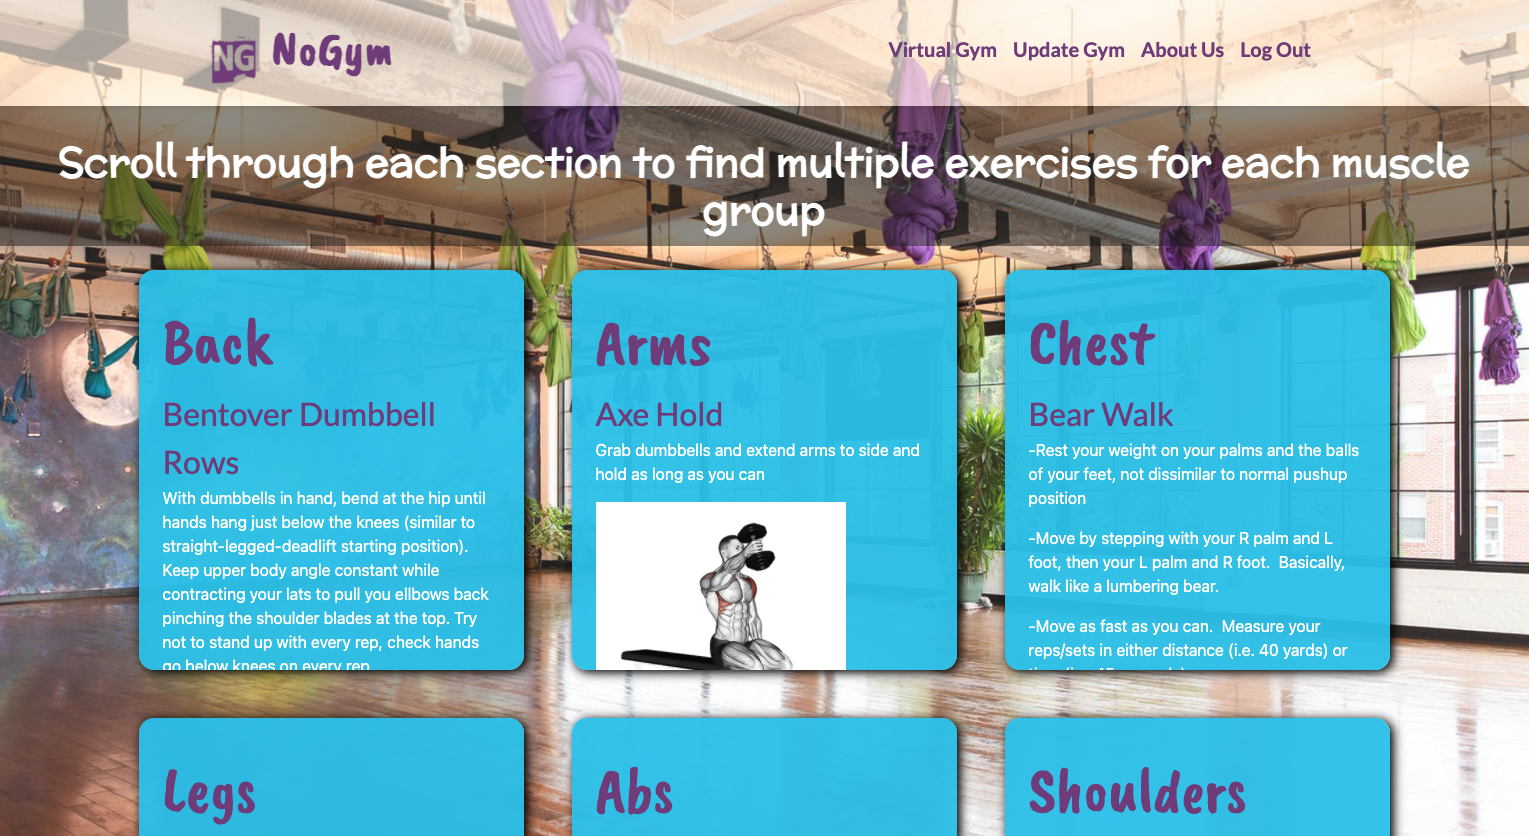 NG NoGym
Virtual Gym Update Gym About Us Log Out
Scroll through each section to find multiple exercises for each muscle
group
Back
Bentover Dumbbell
Rows
With dumbbells in hand, bend at the hip until
hands hang just below the knees (similar to
straight-legged-deadlift starting position).
Keep upper body angle constant while
contracting your lats to pull you ellbows back
pinching the shoulder blades at the top. Try
not to stand up with every rep, check hands
go below knees on every rep.
Arms
Axe Hold
Grab dumbbells and extend arms to side and
hold as long as you can
Chest
Bear Walk
-Rest your weight on your palms and the balls
of your feet, not dissimilar to normal pushup
position
-Move by stepping with your R palm and L
foot, then your L palm and R foot.  Basically,
walk like a lumbering bear.
-Move as fast as you can.  Measure your
reps/sets in either distance (i.e. 40 yards) or
Legs
Abs
Shoulders